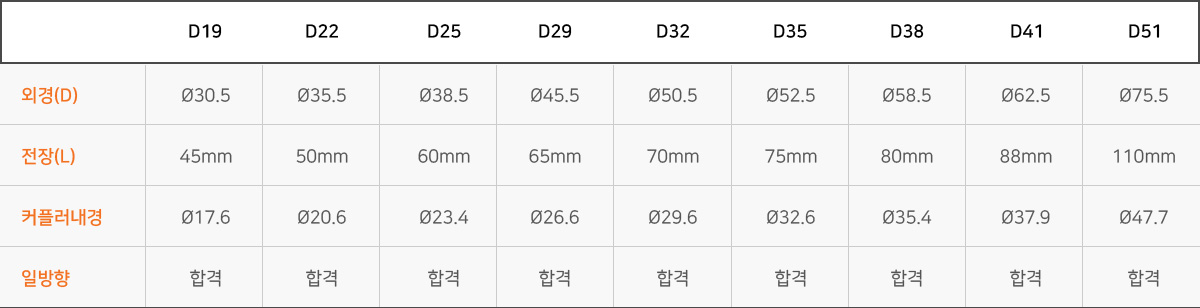 D19 D22 D25 D29 D32 D35 D38 D41 D51
외경(D) Ø30.5 Ø35.5 Ø38.5 Ø45.5 Ø50.5 Ø52.5 Ø58.5 Ø62.5 Ø75.5
전장(L) 45mm 50mm 60mm 65mm 70mm 75mm 80mm 88mm 110mm
커플러내경 Ø17.6 Ø20.6 Ø23.4 Ø26.6 Ø29.6 Ø32.6 Ø35.4 Ø37.9 Ø47.7
일방향 합격 합격 합격 합격 합격 합격 합격 합격 합격